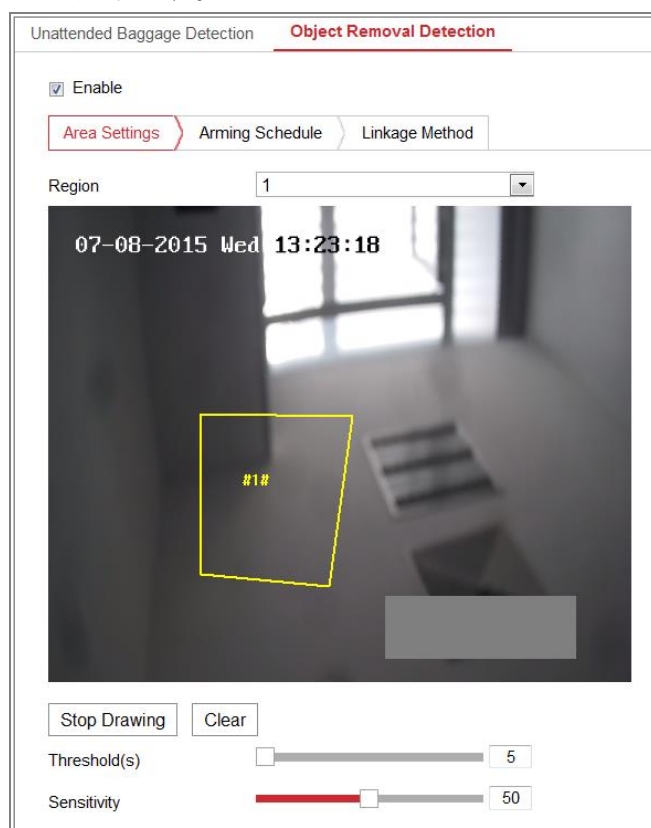 Unattended Baggage Detection Object Removal Detection
Enable
Area Settings Arming Schedule Linkage Method
Region 1
07-08-2015 Wed 13:23:18
#1#
Stop Drawing Clear
Threshold(s) 5
Sensitivity 50